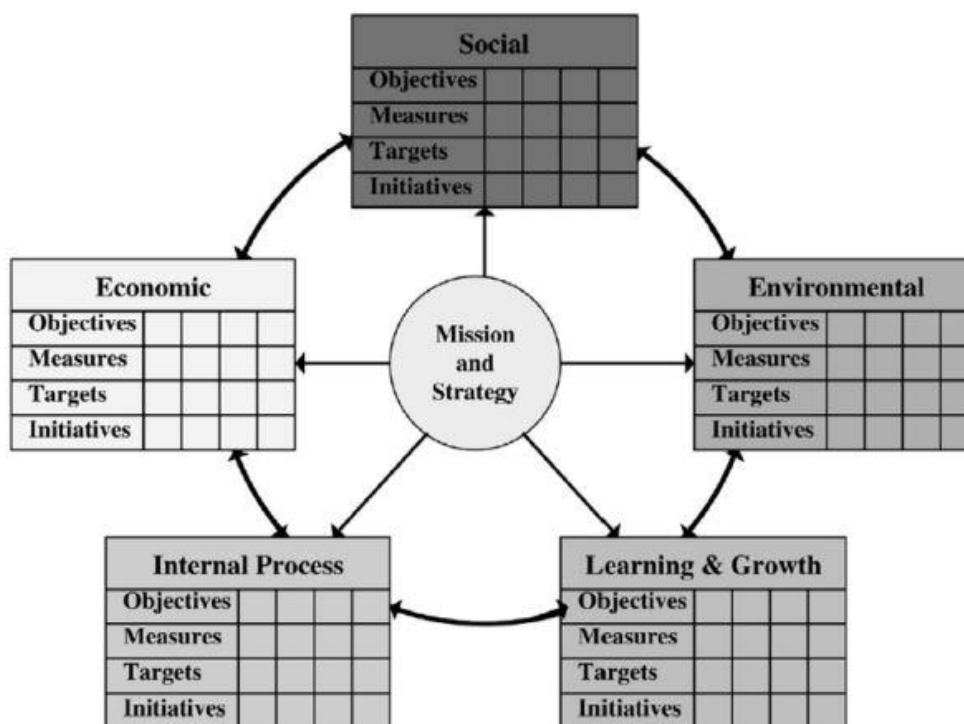 Social
Objectives
Measures
Targets
Initiatives
Economic
Objectives
Measures
Targets
Initiatives
Mission
and
Strategy
Environmental
Objectives
Measures
Targets
Initiatives
Internal Process
Objectives
Measures
Targets
Initiatives
Learning & Growth
Objectives
Measures
Targets
Initiatives